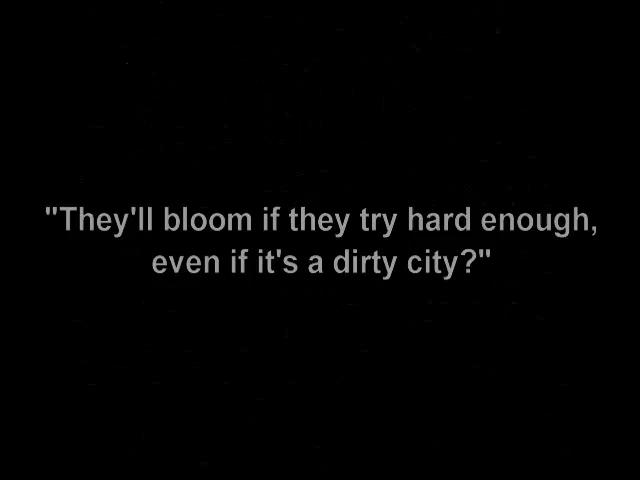 "They'll bloom if they try hard enough,
even if it's a dirty city?"